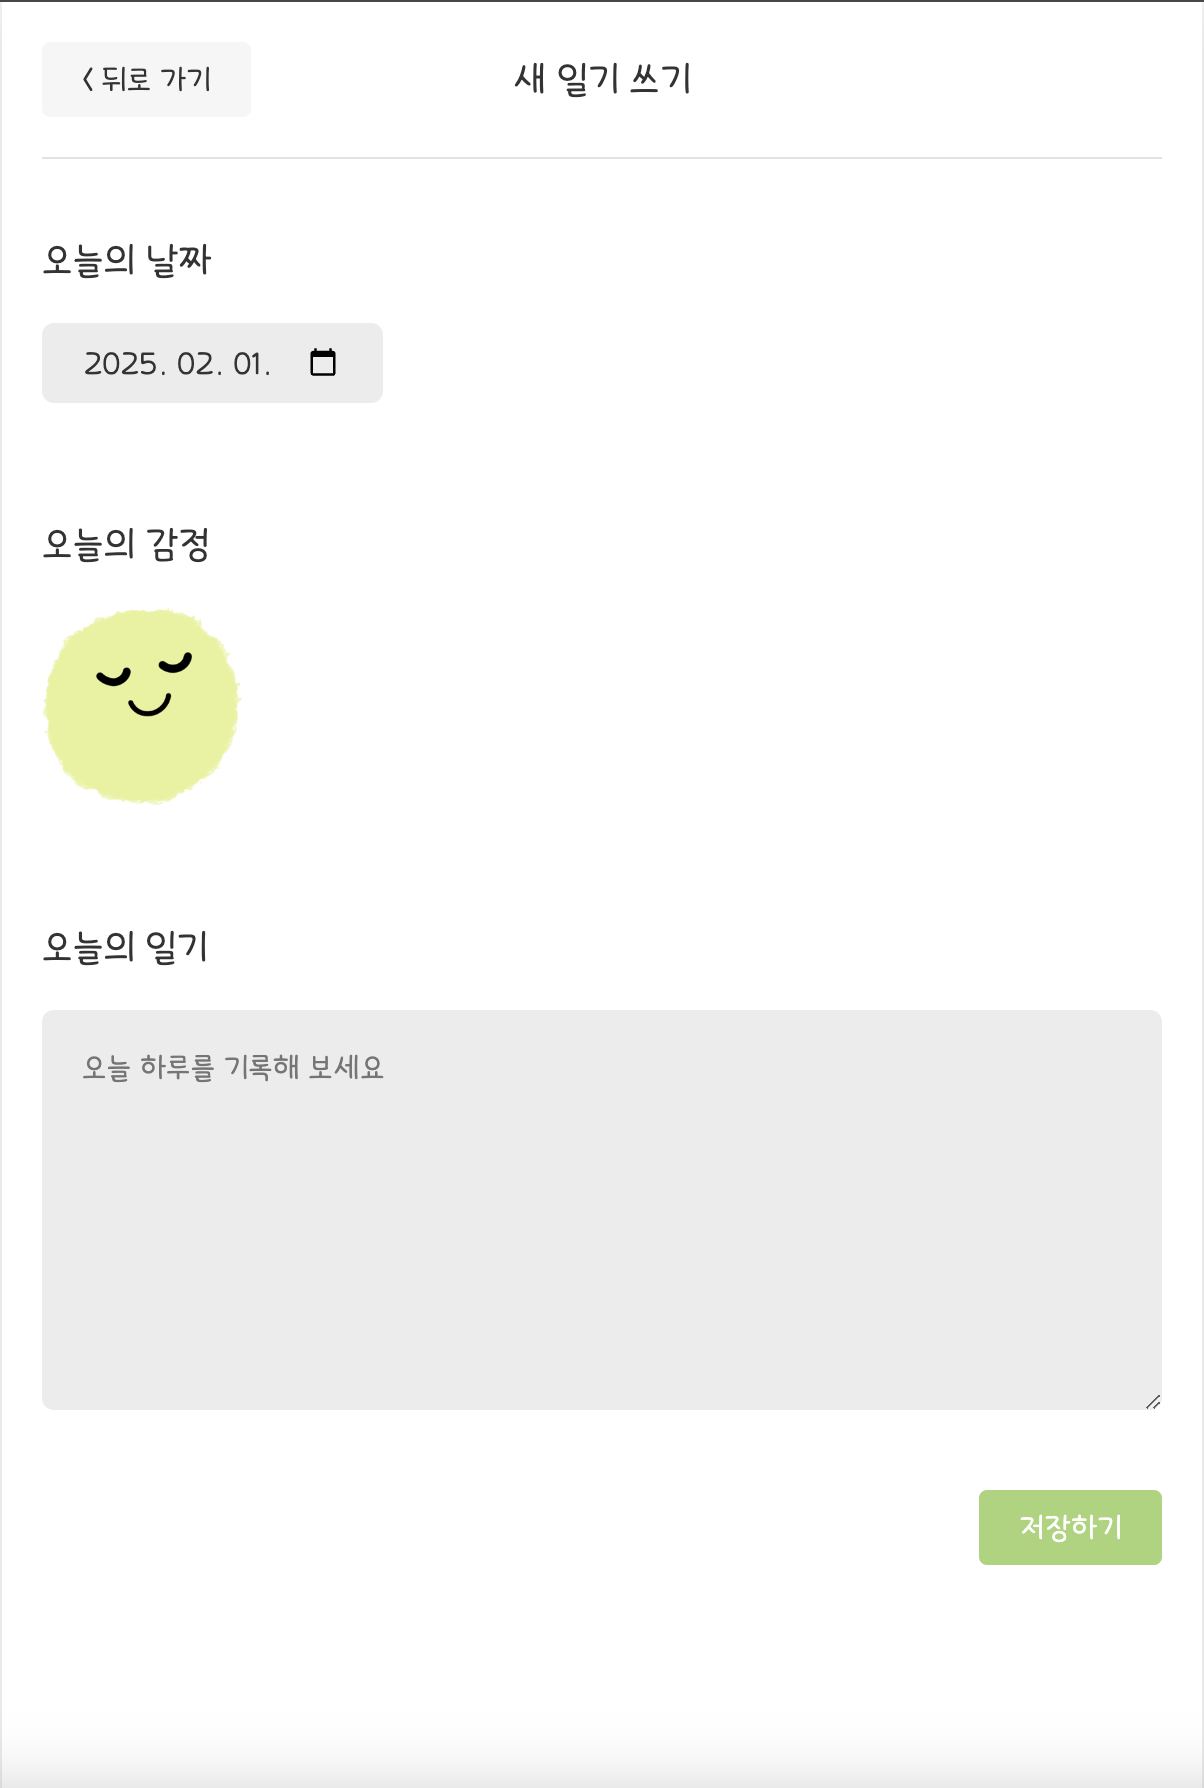 < 뒤로 가기
새 일기 쓰기
오늘의 날짜
2025. 02. 01.
오늘의 감정
오늘의 일기
오늘 하루를 기록해 보세요
저장하기